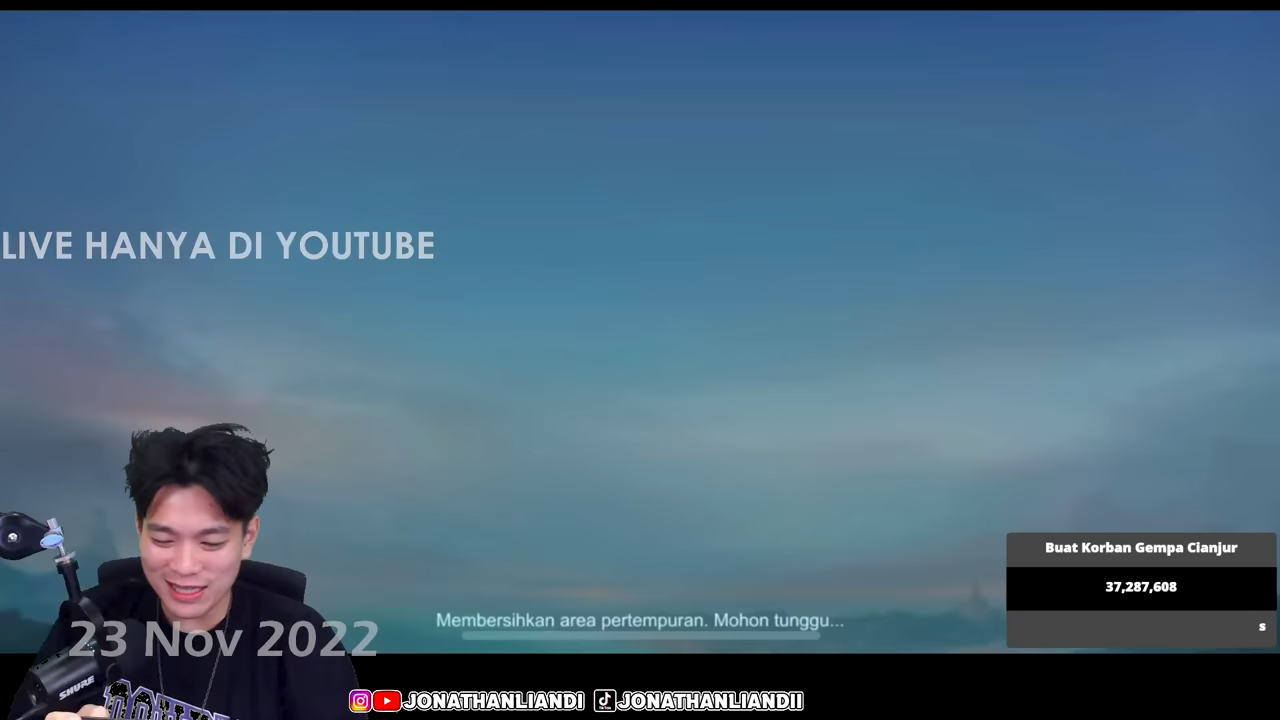 LIVE HANYA DI YOUTUBE
Buat Korban Gempa Cianjur
37,287,608
s
Membersihkan area pertempuran. Mohon tunggu...
23 Nov 2022
SHURE
JONATHANLIANDI JONATHANLIANDII